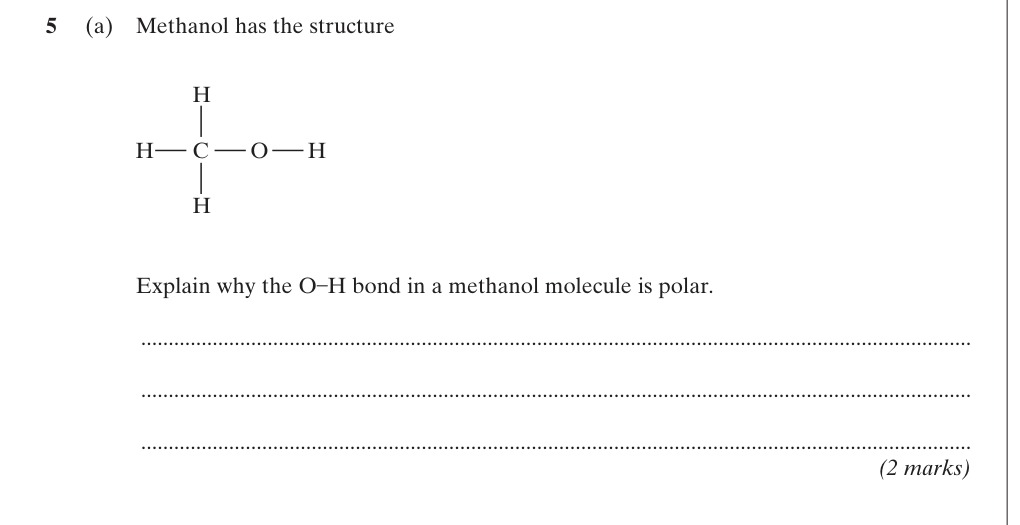 5 (a) Methanol has the structure
H
H C O H
H
Explain why the O–H bond in a methanol molecule is polar.
(2 marks)